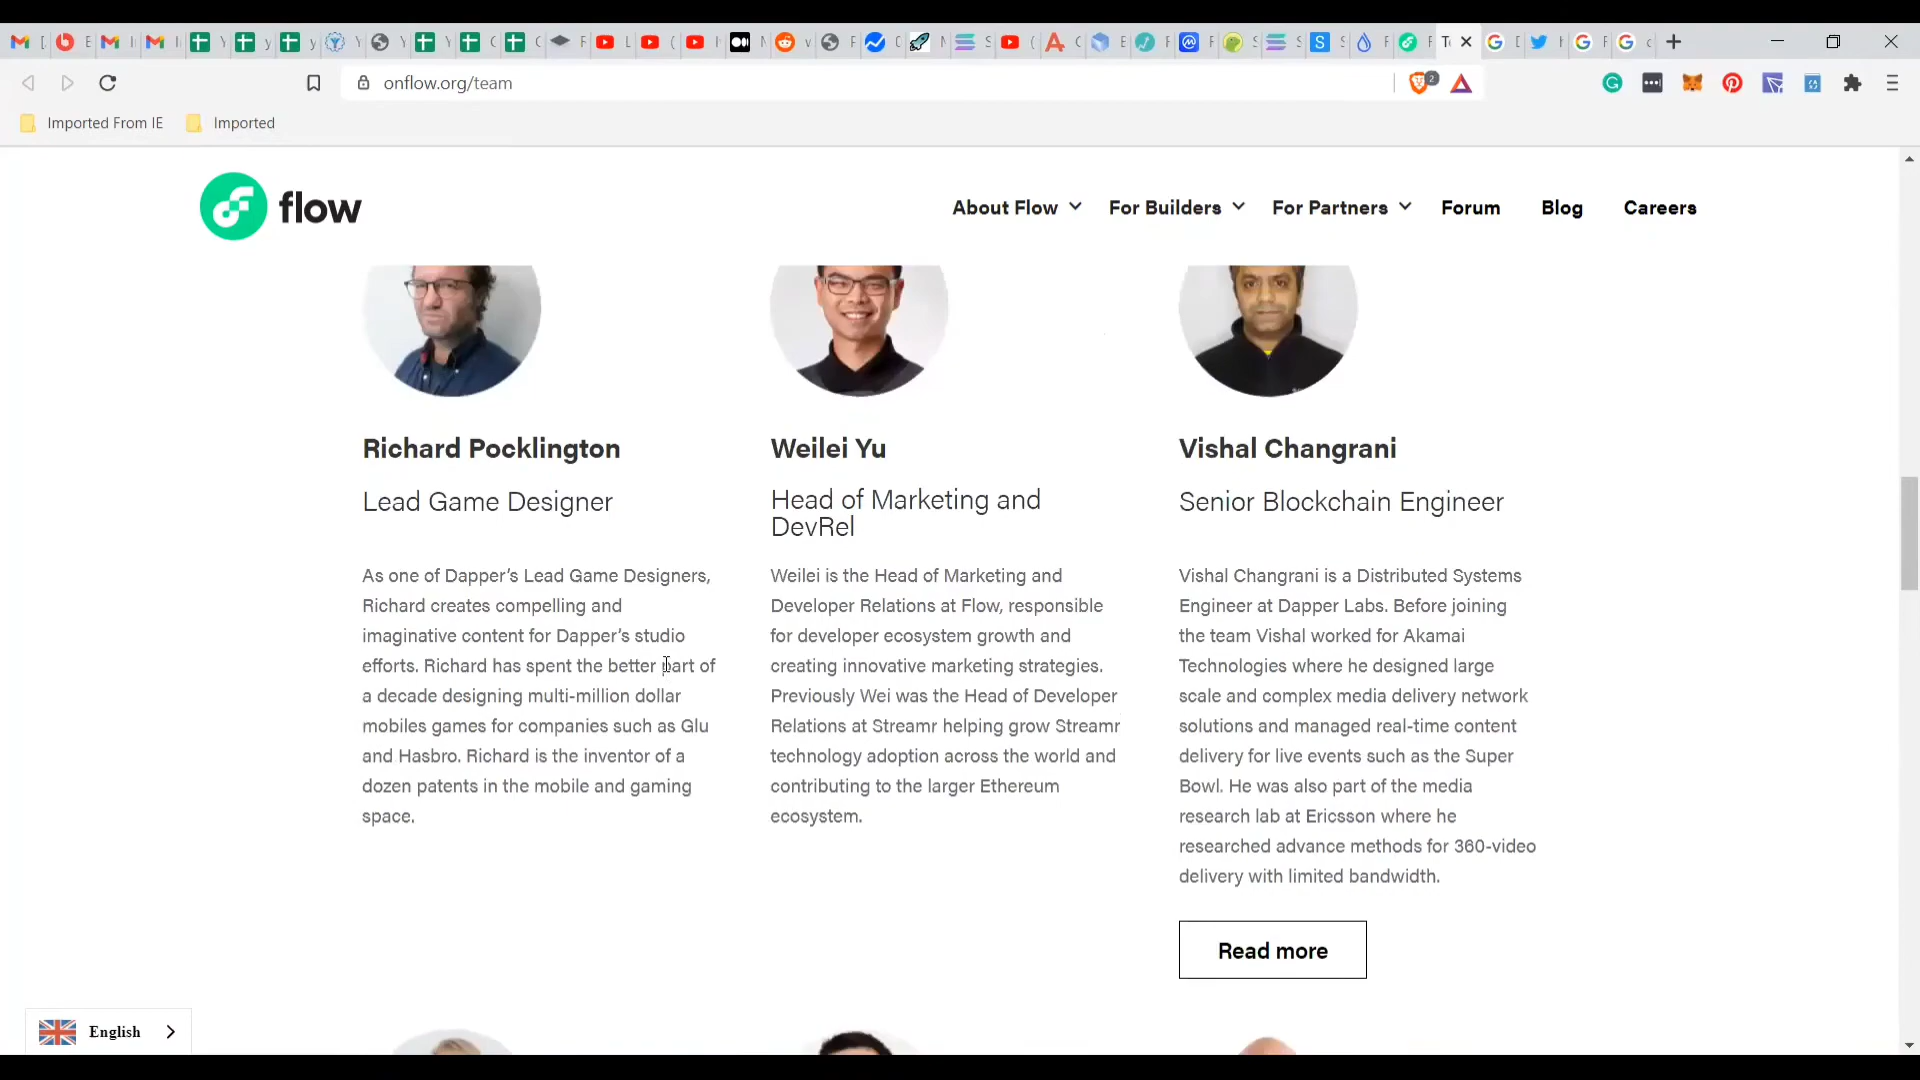 onflow.org/team
2
Imported From IE
Imported
flow
About Flow
For Builders
For Partners
Forum
Blog
Careers
Richard Pocklington
Lead Game Designer
As one of Dapper’s Lead Game Designers,
Richard creates compelling and
imaginative content for Dapper’s studio
efforts. Richard has spent the better part of
a decade designing multi-million dollar
mobiles games for companies such as Glu
and Hasbro. Richard is the inventor of a
dozen patents in the mobile and gaming
space.
Weilei Yu
Head of Marketing and
DevRel
Weilei is the Head of Marketing and
Developer Relations at Flow, responsible
for developer ecosystem growth and
creating innovative marketing strategies.
Previously Wei was the Head of Developer
Relations at Streamr helping grow Streamr
technology adoption across the world and
contributing to the larger Ethereum
ecosystem.
Vishal Changrani
Senior Blockchain Engineer
Vishal Changrani is a Distributed Systems
Engineer at Dapper Labs. Before joining
the team Vishal worked for Akamai
Technologies where he designed large
scale and complex media delivery network
solutions and managed real-time content
delivery for live events such as the Super
Bowl. He was also part of the media
research lab at Ericsson where he
researched advance methods for 360-video
delivery with limited bandwidth.
Read more
English